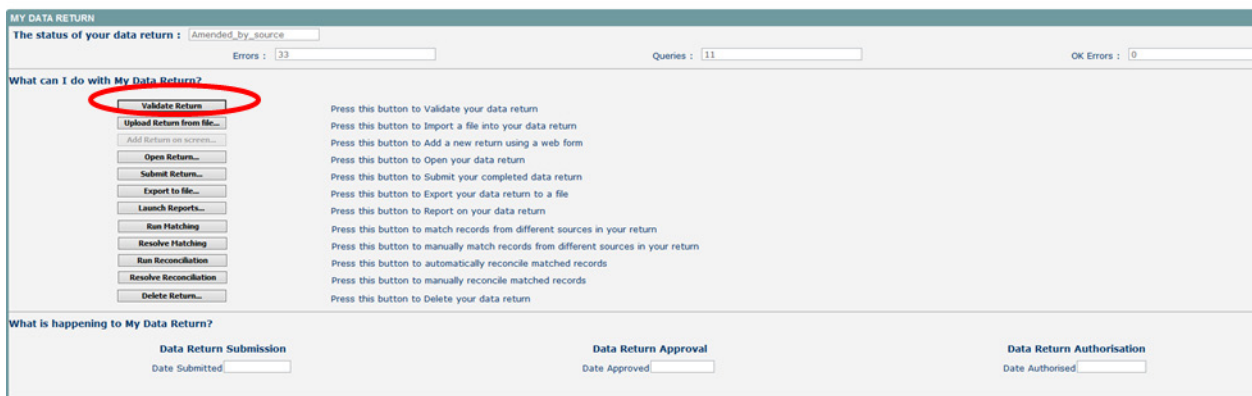 MY DATA RETURN
The status of your data return : Amended_by_source
Errors : 33 Queries : 11 OK Errors : 0
What can I do with My Data Return?
Validate Return Press this button to Validate your data return
Upload Return from file... Press this button to Import a file into your data return
Add Return on screen... Press this button to Add a new return using a web form
Open Return... Press this button to Open your data return
Submit Return... Press this button to Submit your completed data return
Export to file... Press this button to Export your data return to a file
Launch Reports... Press this button to Report on your data return
Run Matching Press this button to match records from different sources in your return
Resolve Matching Press this button to manually match records from different sources in your return
Run Reconciliation Press this button to automatically reconcile matched records
Resolve Reconciliation Press this button to manually reconcile matched records
Delete Return... Press this button to Delete your data return
What is happening to My Data Return?
Data Return Submission Data Return Approval Data Return Authorisation
Date Submitted Date Approved Date Authorised